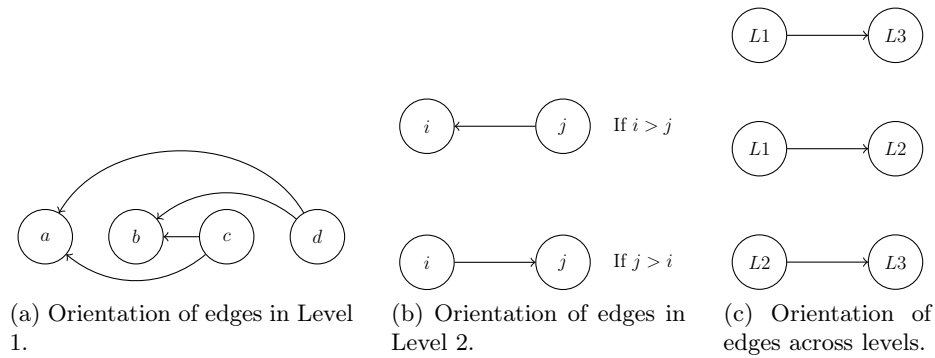 L1 L3
i j If i > j
L1 L2
a b c d
i j If j > i
L2 L3
(a) Orientation of edges in Level
1.
(b) Orientation of edges in
Level 2.
(c) Orientation of
edges across levels.